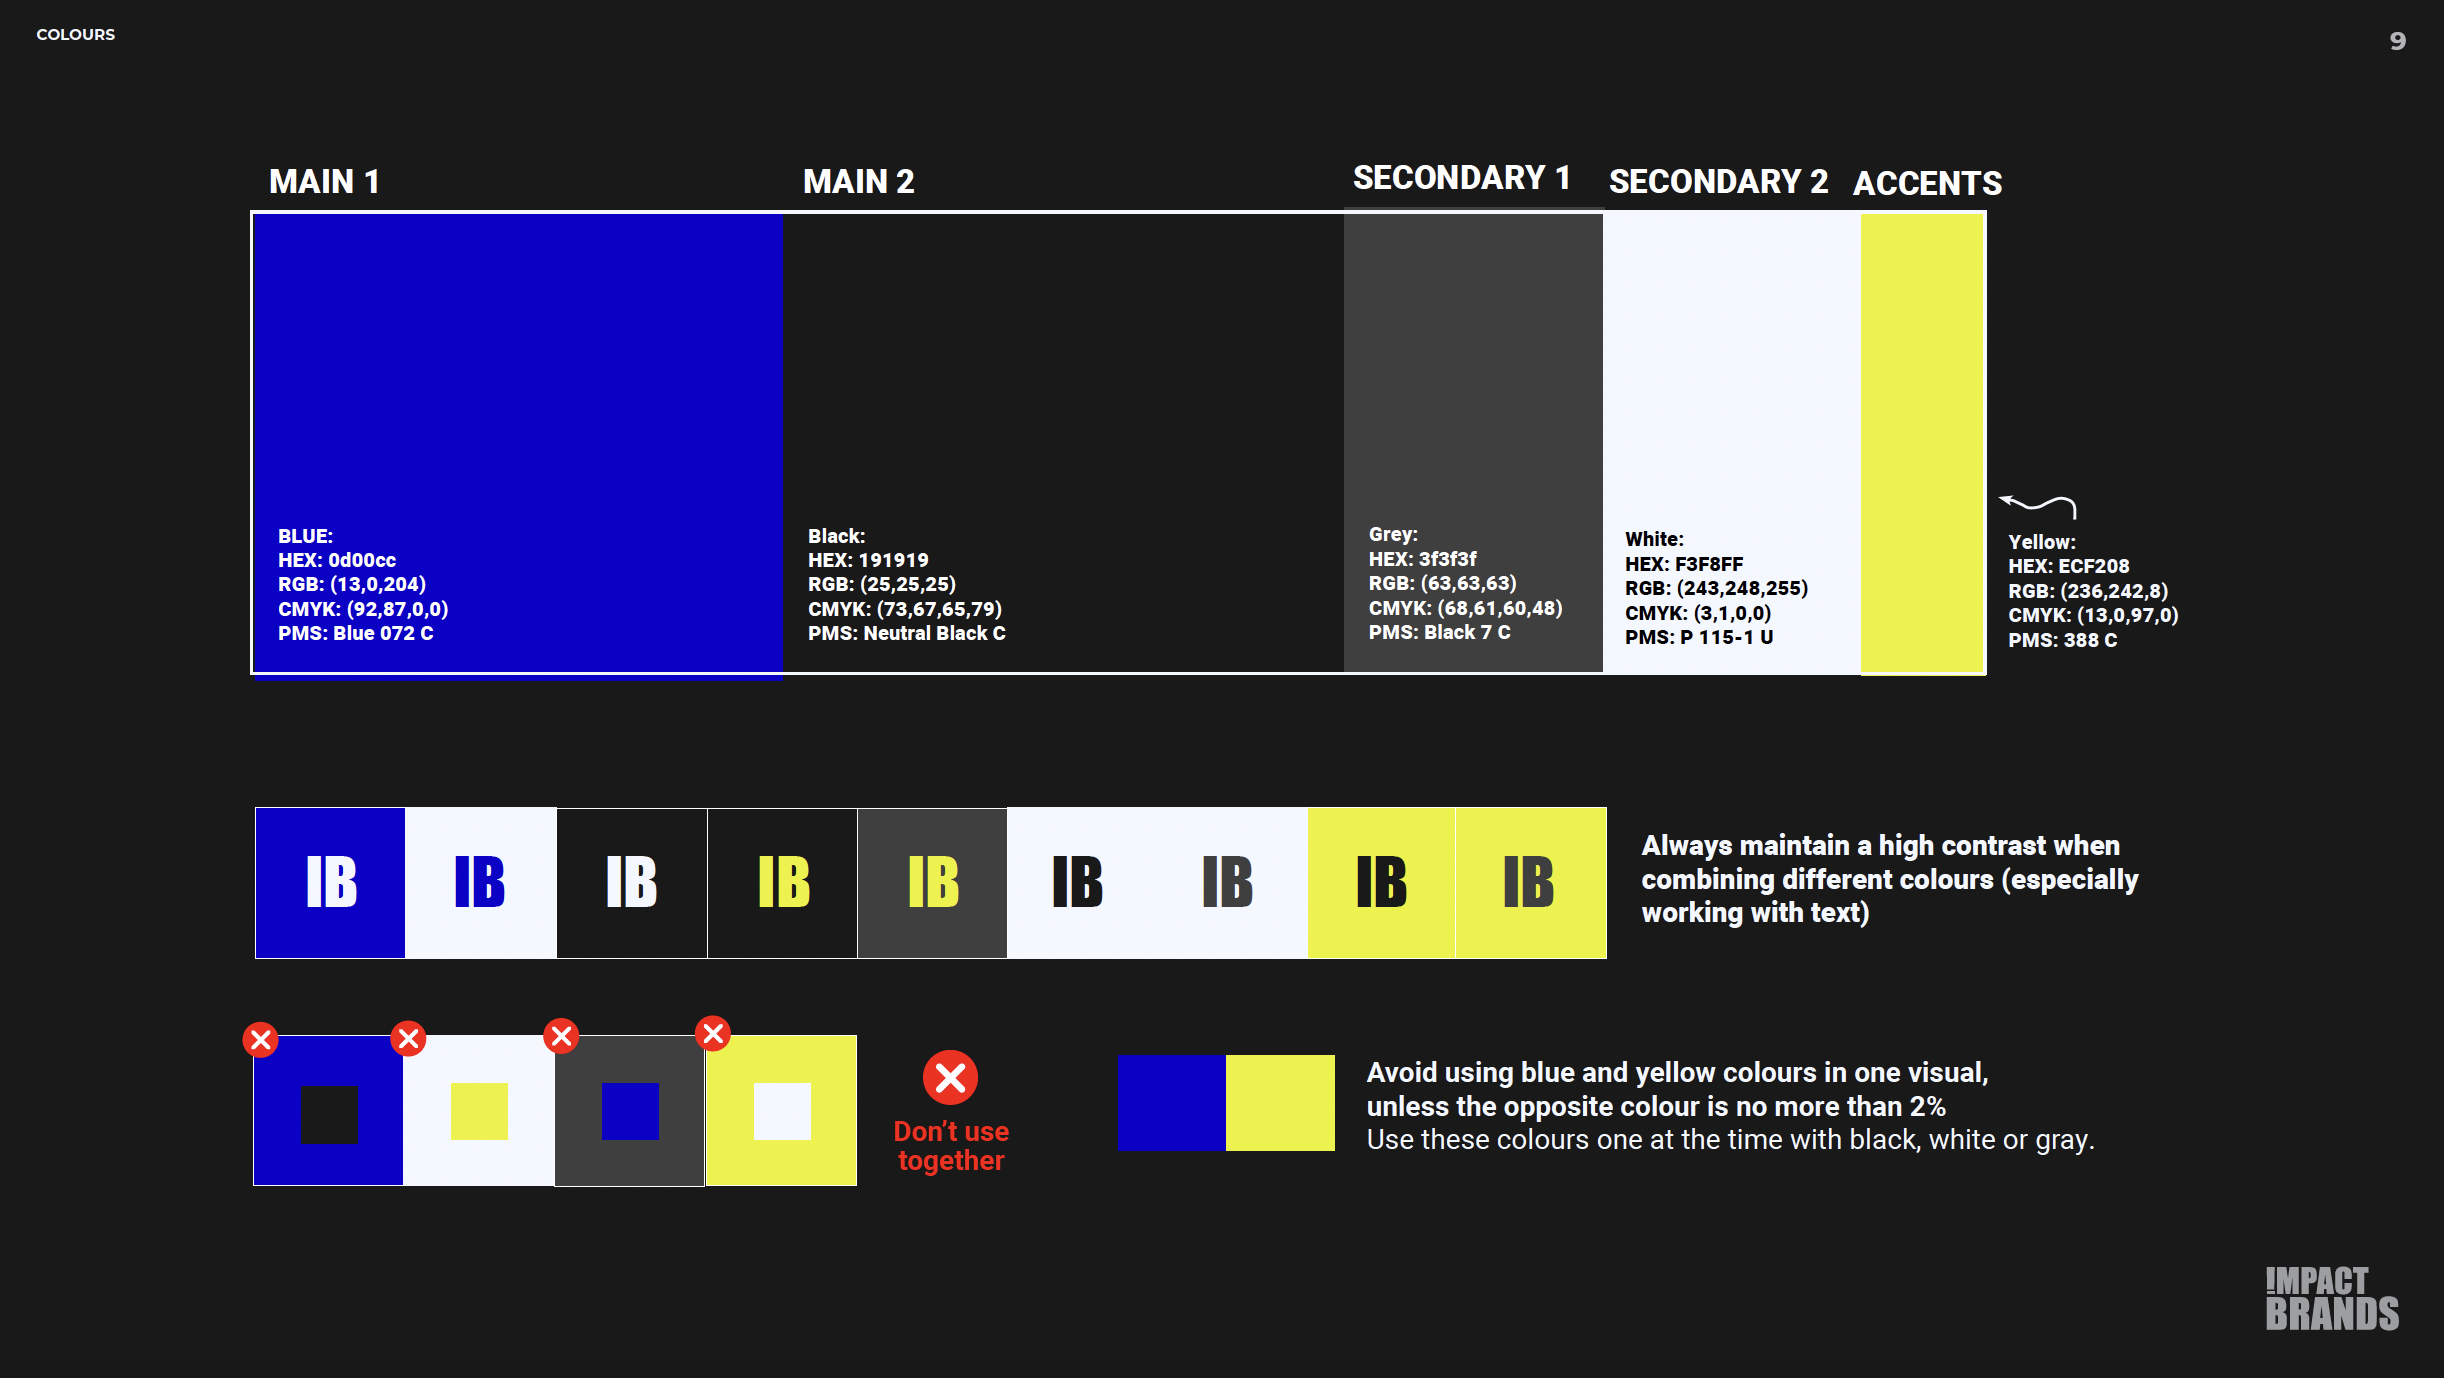 COLOURS
9
MAIN 1
MAIN 2
SECONDARY 1
SECONDARY 2
ACCENTS
BLUE:
HEX: 0d00cc
RGB: (13,0,204)
CMYK: (92,87,0,0)
PMS: Blue 072 C
Black:
HEX: 191919
RGB: (25,25,25)
CMYK: (73,67,65,79)
PMS: Neutral Black C
Grey:
HEX: 3f3f3f
RGB: (63,63,63)
CMYK: (68,61,60,48)
PMS: Black 7 C
White:
HEX: F3F8FF
RGB: (243,248,255)
CMYK: (3,1,0,0)
PMS: P 115-1 U
Yellow:
HEX: ECF208
RGB: (236,242,8)
CMYK: (13,0,97,0)
PMS: 388 C
IB
IB
IB
IB
IB
IB
IB
IB
IB
Always maintain a high contrast when
combining different colours (especially
working with text)
Don't use
together
Avoid using blue and yellow colours in one visual,
unless the opposite colour is no more than 2%
Use these colours one at the time with black, white or gray.
!MPACT
BRANDS